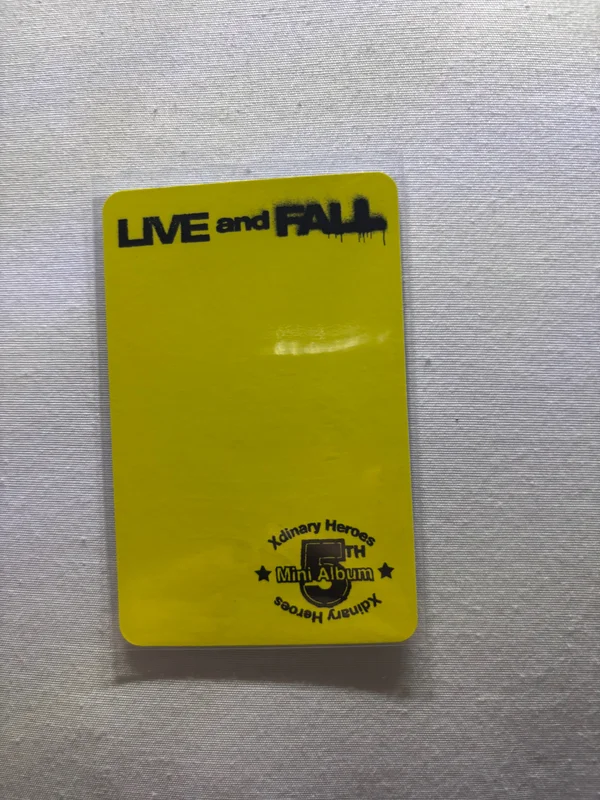 LIVE and FALL
Xdinary Heroes
5TH
Mini Album
Xdinary Heroes